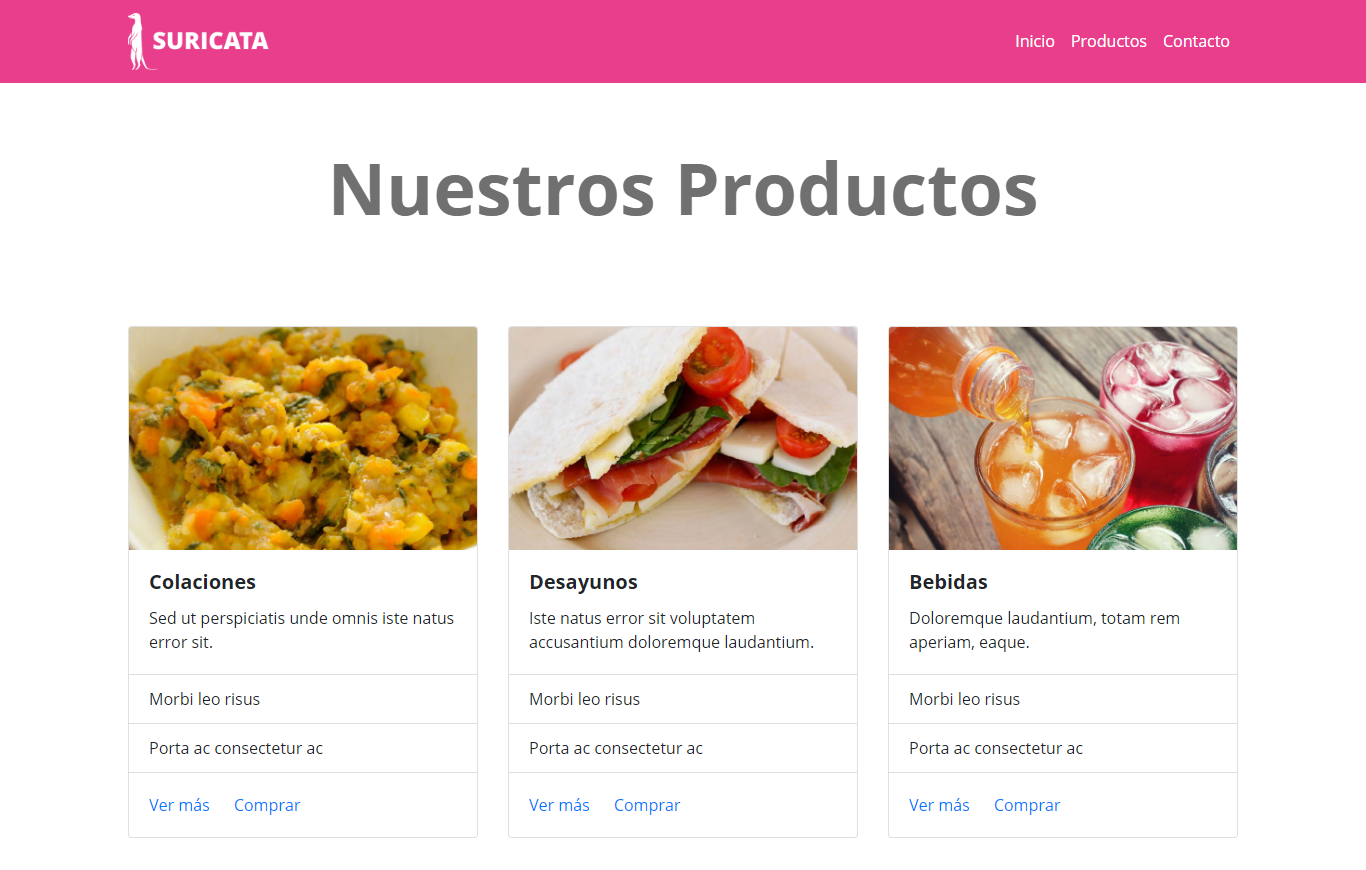 SURICATA
Inicio Productos Contacto
Nuestros Productos
Colaciones
Sed ut perspiciatis unde omnis iste natus
error sit.
Morbi leo risus
Porta ac consectetur ac
Ver más Comprar
Desayunos
Iste natus error sit voluptatem
accusantium doloremque laudantium.
Morbi leo risus
Porta ac consectetur ac
Ver más Comprar
Bebidas
Doloremque laudantium, totam rem
aperiam, eaque.
Morbi leo risus
Porta ac consectetur ac
Ver más Comprar